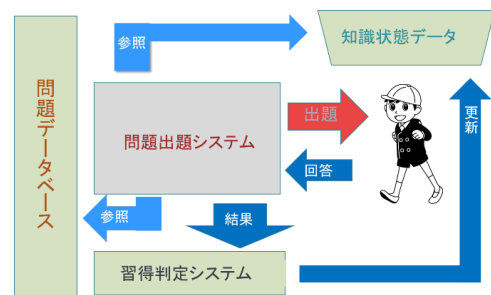 参照
知識状態データ
問題データベース
問題出題システム
出題
更新
回答
参照
結果
習得判定システム